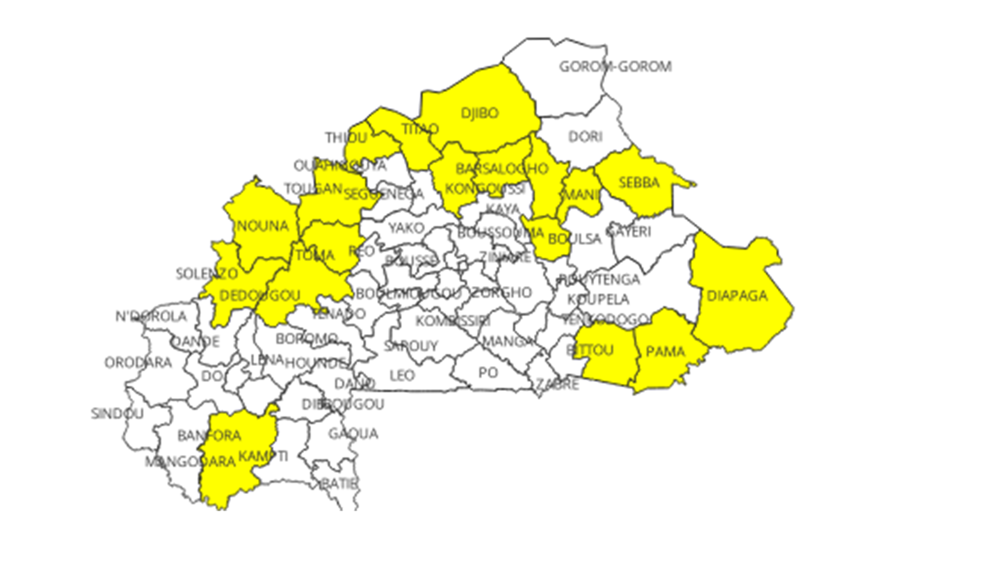 GOROM-GOROM
DJIBO
TITAO
THIOU
DORI
OUAHIGOUYA
BARSALOGHO
SEBBA
TOUGAN
SEGUENEGA
KONGOUSSI
MANI
KAYA
NOUNA
YAKO
BOUSSOUMA
BOULSA
GAYERI
TOMA
REO
BOUSSE
ZINIARE
SOLENZO
POUYTENGA
DEDOUGOU
BOULMIOUGOU
ZORGHO
KOUPELA
DIAPAGA
N'DOROLA
TENADO
KOMBISSIRI
TENKODOGO
DANDE
BOROMO
SAPOUY
MANGA
BITTOU
PAMA
ORODARA
LENA
HOUNDE
DO
DANO
LEO
PO
ZABRE
SINDOU
DIEBOUGOU
BANFORA
GAOUA
MANGODARA
KAMPTI
BATIE